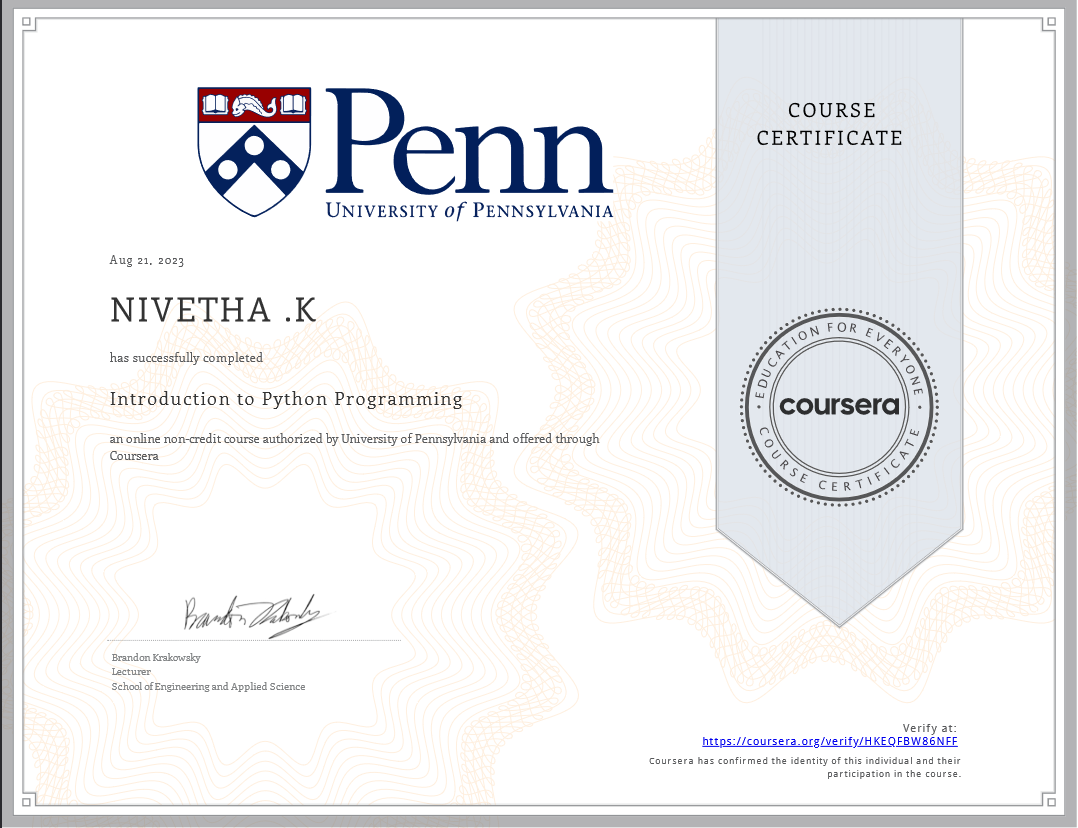 Penn
UNIVERSITY of PENNSYLVANIA
COURSE
CERTIFICATE
Aug 21, 2023
NIVETHA .K
has successfully completed
Introduction to Python Programming
an online non-credit course authorized by University of Pennsylvania and offered through
Coursera
EDUCATION FOR EVERYONE
coursera
COURSE CERTIFICATE
Brandon Krakowsky
Lecturer
School of Engineering and Applied Science
Verify at:
https://coursera.org/verify/HKEQFBW86NFF
Coursera has confirmed the identity of this individual and their
participation in the course.